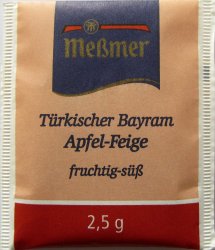 Meßmer
Türkischer Bayram
Apfel-Feige
fruchtig-süß
2,5 g